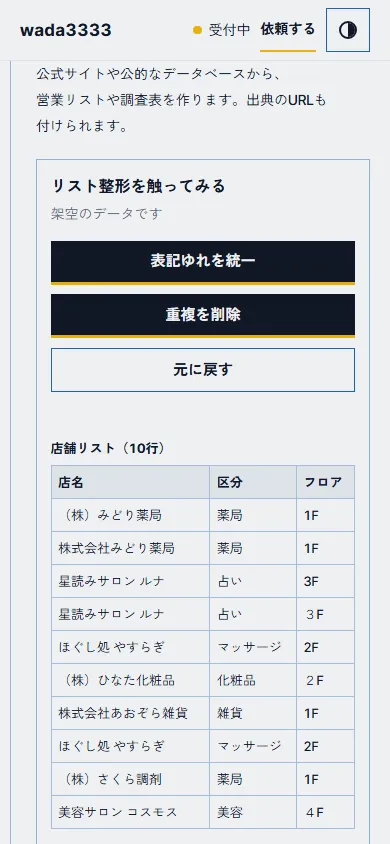 wada3333
受付中 依頼する
公式サイトや公的なデータベースから、
営業リストや調査表を作ります。出典のURLも
付けられます。
リスト整形を触ってみる
架空のデータです
表記ゆれを統一
重複を削除
元に戻す
店舗リスト（10行）
店名 区分 フロア
（株）みどり薬局 薬局 1F
株式会社みどり薬局 薬局 1F
星読みサロン ルナ 占い 3F
星読みサロン ルナ 占い ３F
ほぐし処 やすらぎ マッサージ 2F
（株）ひなた化粧品 化粧品 ２F
株式会社あおぞら雑貨 雑貨 1F
ほぐし処 やすらぎ マッサージ 2F
（株）さくら調剤 薬局 1F
美容サロン コスモス 美容 ４F